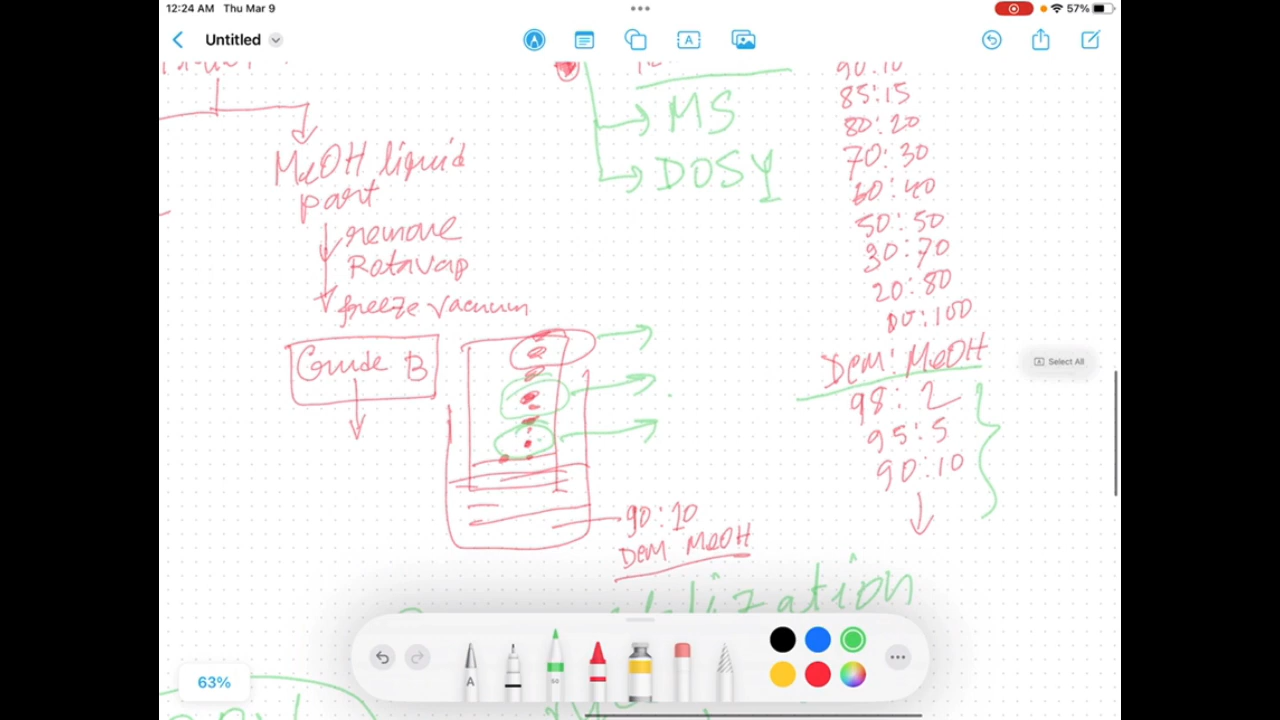 12:24 AM Thu Mar 9
57%
Untitled
MeOH liquid
part
remove
Rotavap
freeze vacuum
Crude B
MS
DOSY
90:10
85:15
80:20
70:30
60:40
50:50
30:70
20:80
00:100
Dcm: MeOH
98:2
95:5
90:10
Select All
90:10
Dcm MeOH
A
50
63%